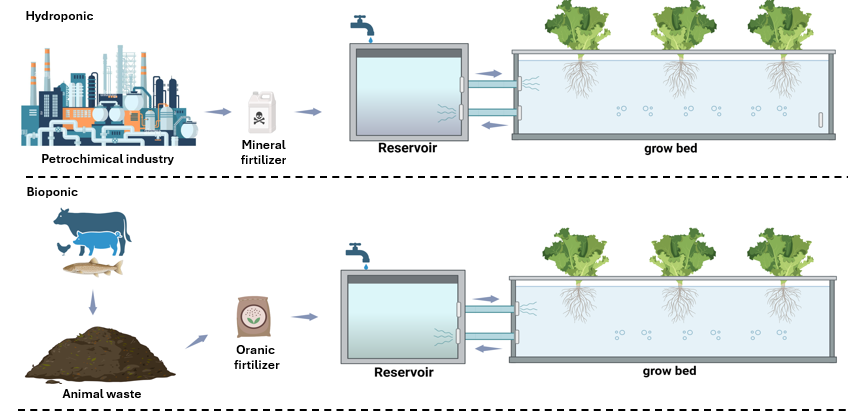 Hydroponic
Petrochimical industry
Mineral
firtilizer
Reservoir
grow bed
Bioponic
Animal waste
Oranic
firtilizer
Reservoir
grow bed